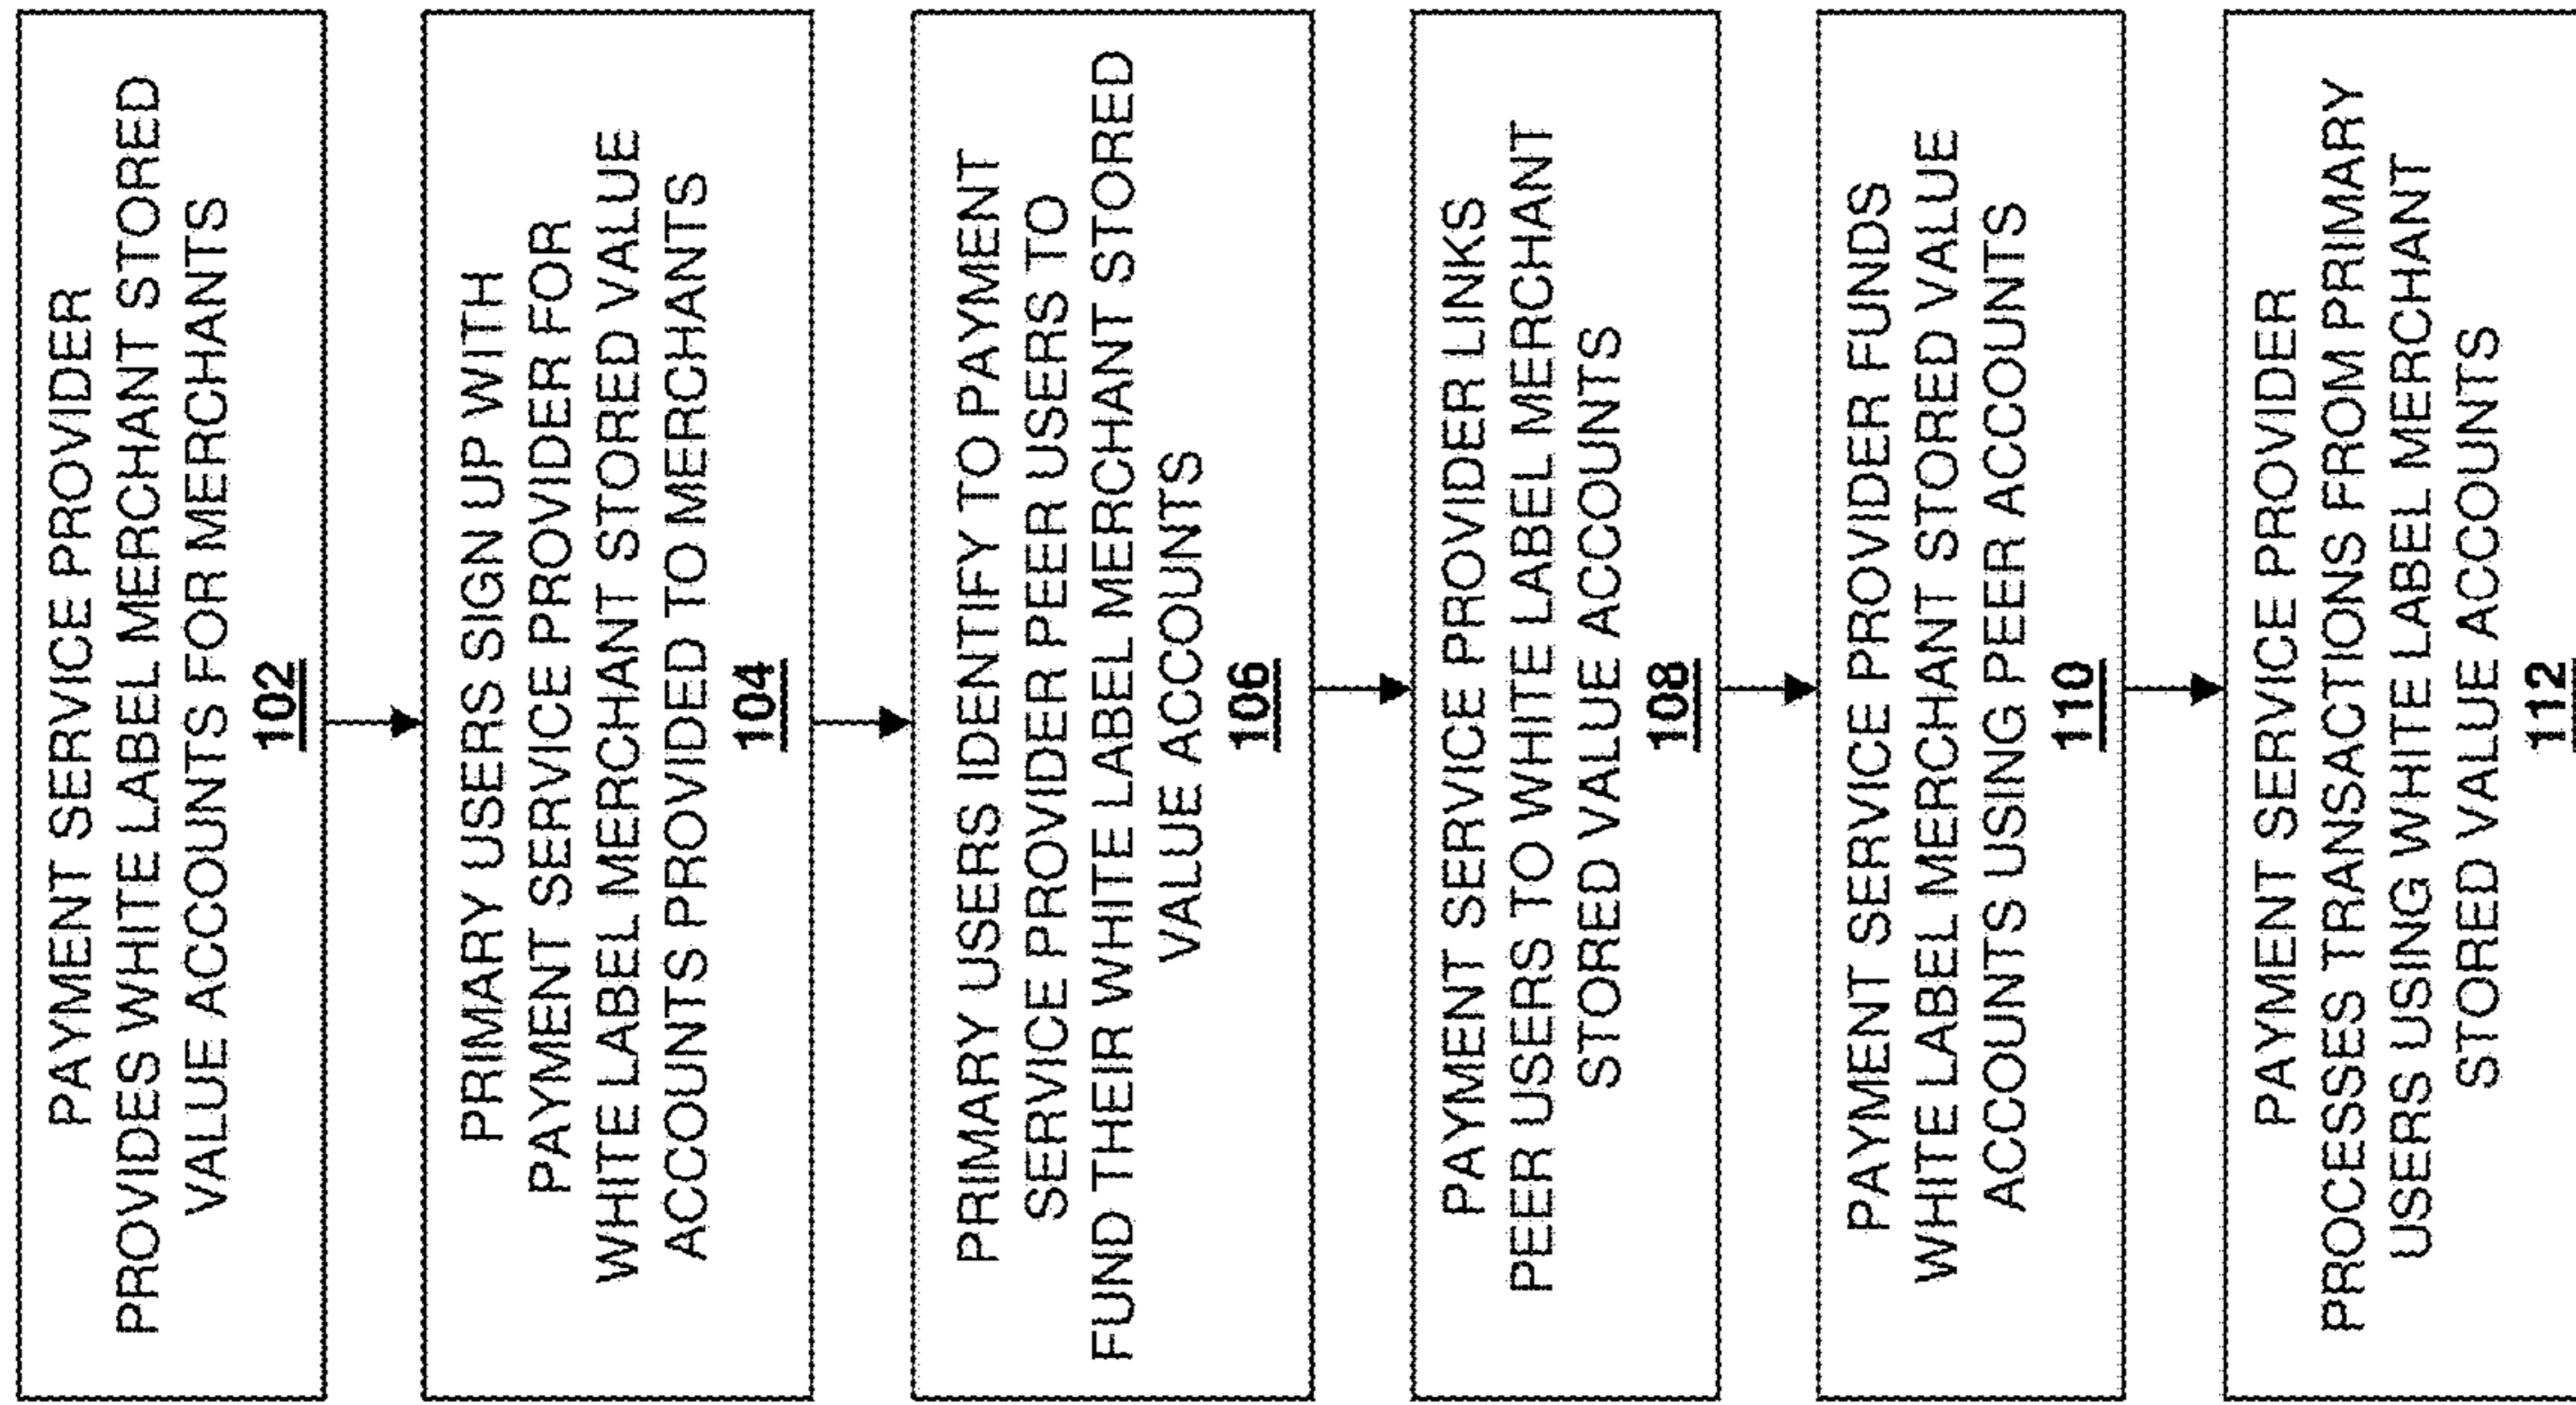 PAYMENT SERVICE PROVIDER
PROVIDES WHITE LABEL MERCHANT STORED
VALUE ACCOUNTS FOR MERCHANTS
102
PRIMARY USERS SIGN UP WITH
PAYMENT SERVICE PROVIDER FOR
WHITE LABEL MERCHANT STORED VALUE
ACCOUNTS PROVIDED TO MERCHANTS
104
PRIMARY USERS IDENTIFY TO PAYMENT
SERVICE PROVIDER PEER USERS TO
FUND THEIR WHITE LABEL MERCHANT STORED
VALUE ACCOUNTS
106
PAYMENT SERVICE PROVIDER LINKS
PEER USERS TO WHITE LABEL MERCHANT
STORED VALUE ACCOUNTS
108
PAYMENT SERVICE PROVIDER FUNDS
WHITE LABEL MERCHANT STORED VALUE
ACCOUNTS USING PEER ACCOUNTS
110
PAYMENT SERVICE PROVIDER
PROCESSES TRANSACTIONS FROM PRIMARY
USERS USING WHITE LABEL MERCHANT
STORED VALUE ACCOUNTS
112